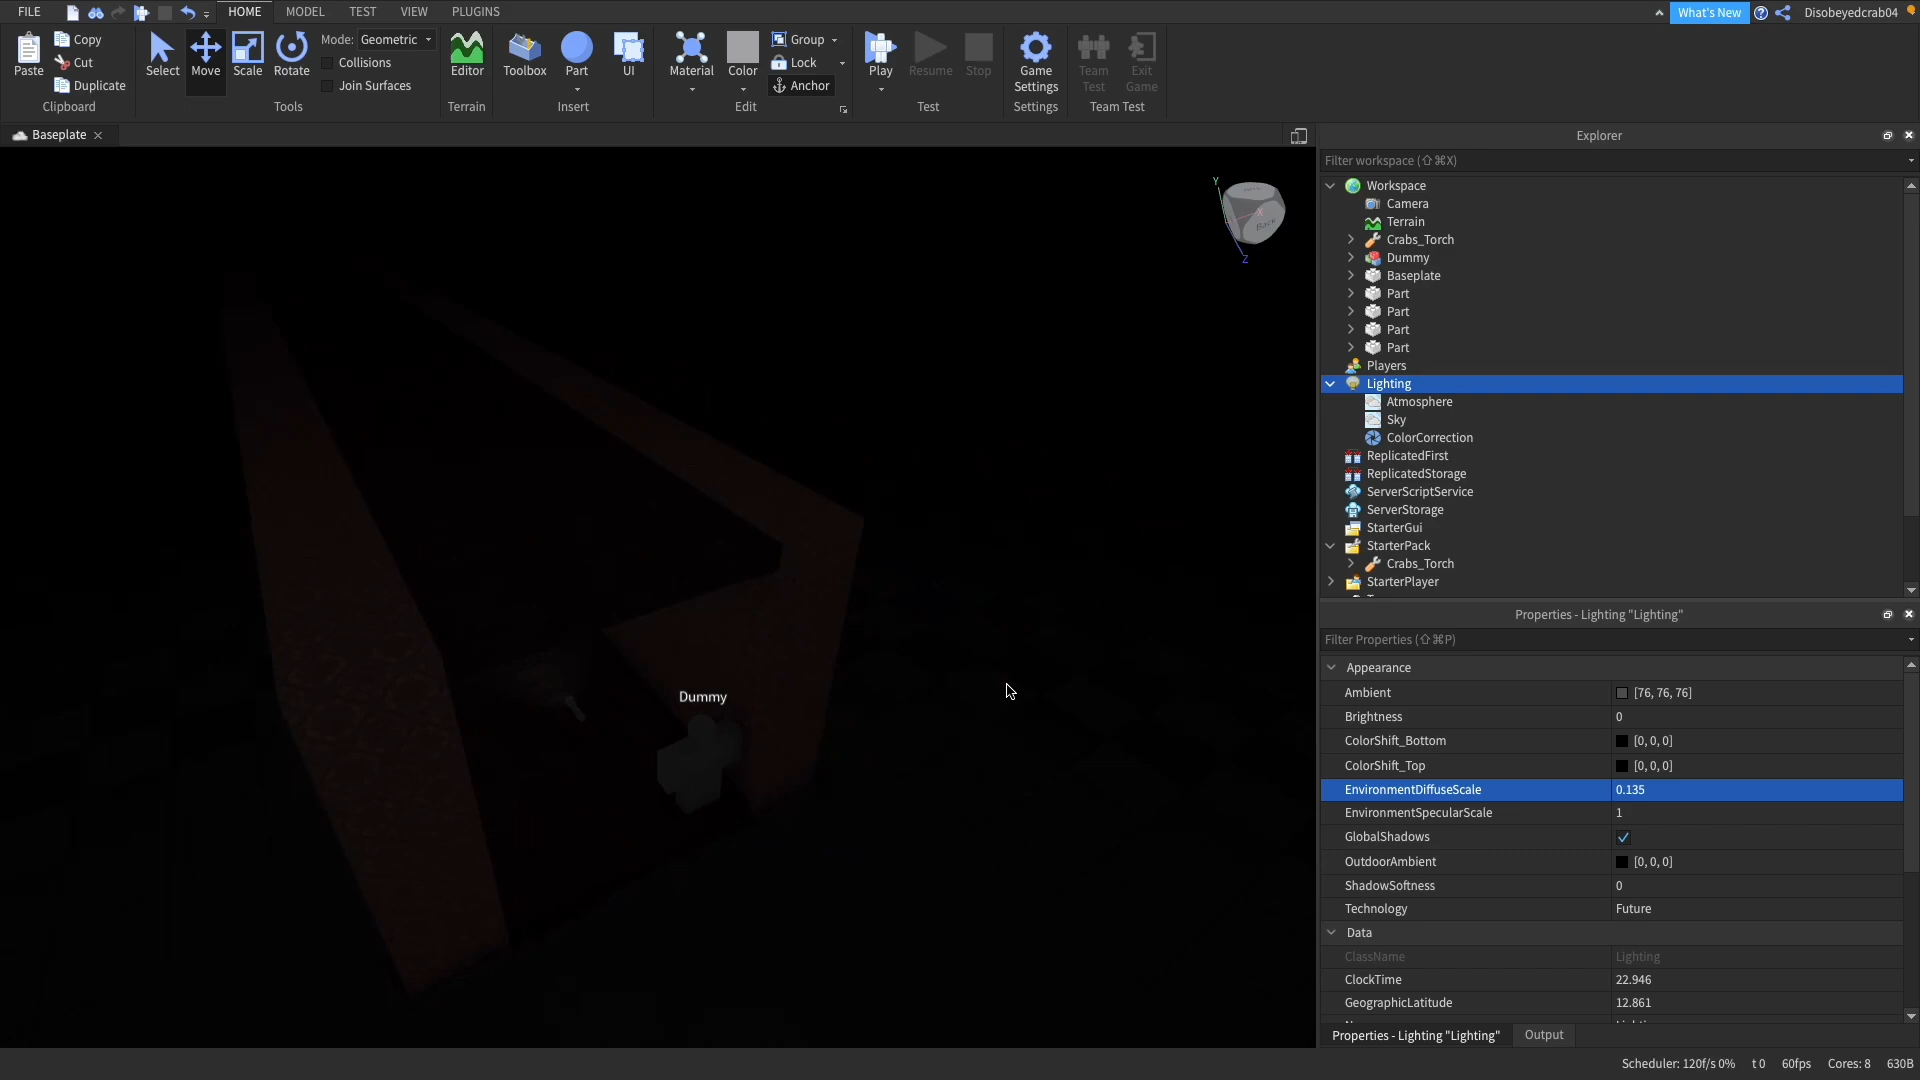 FILE HOME MODEL TEST VIEW PLUGINS What's New Disobeyedcrab04
Paste Copy Cut Duplicate Clipboard
Select Move Scale Rotate Mode: Geometric Collisions Join Surfaces Tools
Editor Terrain
Toolbox Part UI Insert
Material Color Group Lock Anchor Edit
Play Resume Stop Test
Game Settings Settings
Team Test Exit Game Team Test
Baseplate
Y
X
Back
Z
Dummy
Explorer
Filter workspace (⇧⌘X)
Workspace
Camera
Terrain
Crabs_Torch
Dummy
Baseplate
Part
Part
Part
Part
Players
Lighting
Atmosphere
Sky
ColorCorrection
ReplicatedFirst
ReplicatedStorage
ServerScriptService
ServerStorage
StarterGui
StarterPack
Crabs_Torch
StarterPlayer
Properties - Lighting "Lighting"
Filter Properties (⇧⌘P)
Appearance
Ambient [76, 76, 76]
Brightness 0
ColorShift_Bottom [0, 0, 0]
ColorShift_Top [0, 0, 0]
EnvironmentDiffuseScale 0.135
EnvironmentSpecularScale 1
GlobalShadows
OutdoorAmbient [0, 0, 0]
ShadowSoftness 0
Technology Future
Data
ClassName Lighting
ClockTime 22.946
GeographicLatitude 12.861
Properties - Lighting "Lighting" Output
Scheduler: 120f/s 0% t 0 60fps Cores: 8 630B